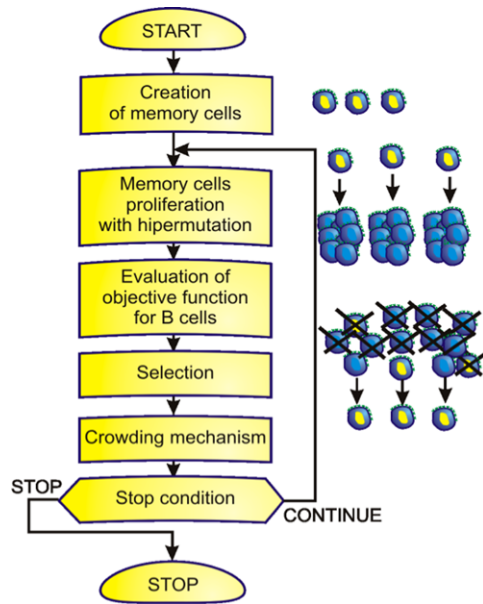 START
Creation
of memory cells
Memory cells
proliferation
with hipermutation
Evaluation of
objective function
for B cells
Selection
Crowding mechanism
STOP
Stop condition
CONTINUE
STOP